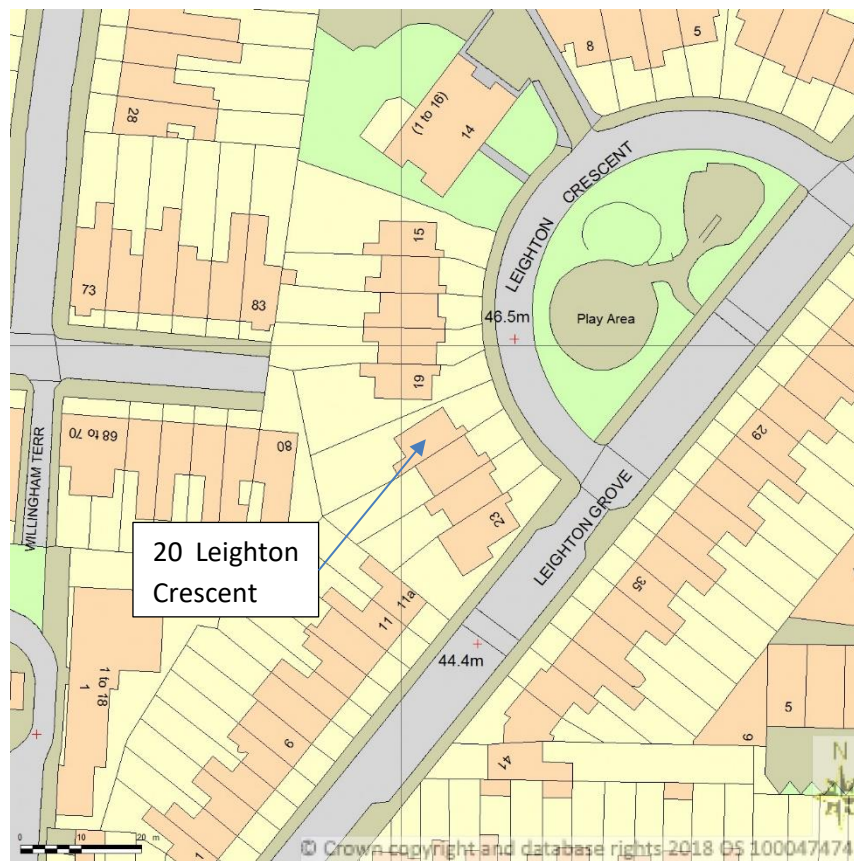 8
5
28
(1 to 16)
14
LEIGHTON CRESCENT
15
73
83
46.5m
Play Area
19
WILLINGHAM TERR
68 to 70
80
29
20 Leighton
Crescent
23
LEIGHTON GROVE
11
11a
35
44.4m
1
1 to 18
9
5
9
41
1
N
0
10
20
m
© Crown copyright and database rights 2018 OS 100047474